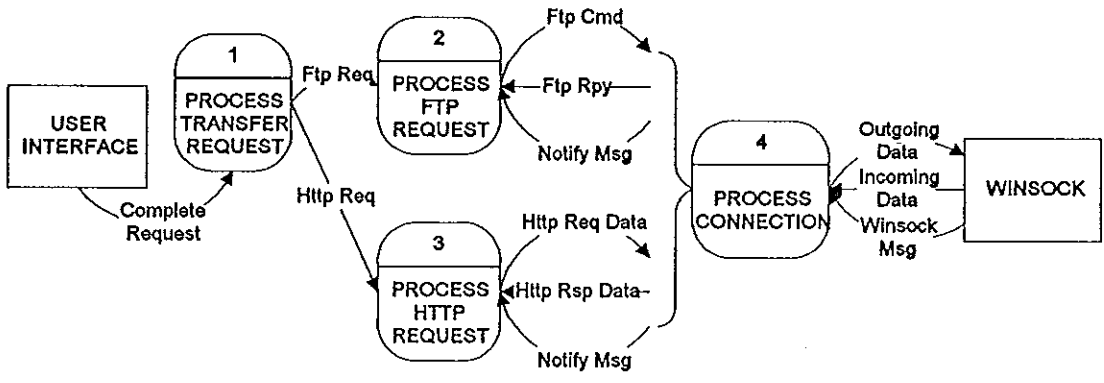 USER
INTERFACE
Complete
Request
1
PROCESS
TRANSFER
REQUEST
Ftp Req
Http Req
2
PROCESS
FTP
REQUEST
Ftp Cmd
Ftp Rpy
Notify Msg
3
PROCESS
HTTP
REQUEST
Http Req Data
Http Rsp Data
Notify Msg
4
PROCESS
CONNECTION
Outgoing
Data
Incoming
Data
Winsock
Msg
WINSOCK